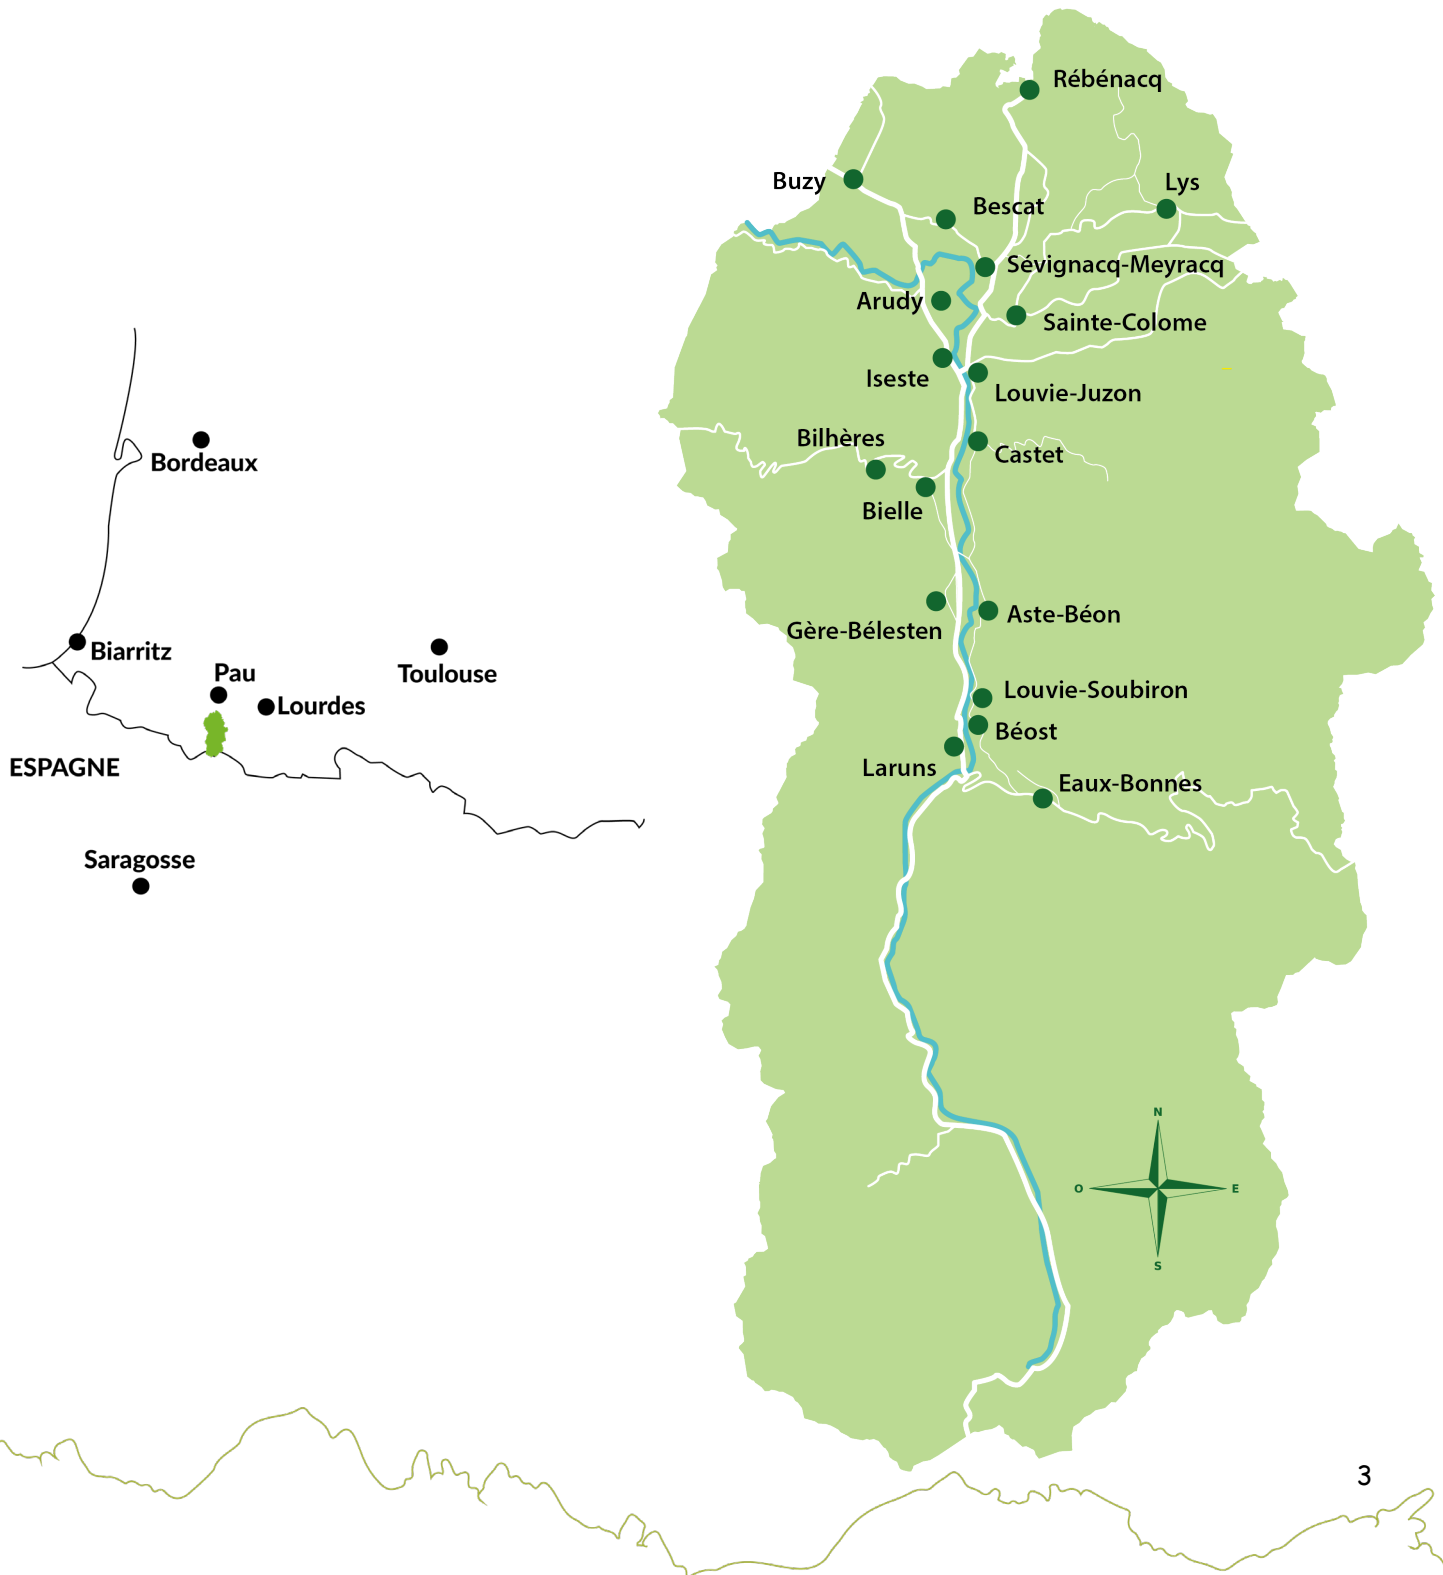 Rébénacq
Buzy
Lys
Bescat
Sévignacq-Meyracq
Arudy
Sainte-Colome
Iseste
Louvie-Juzon
Bilhères
Castet
Bielle
Aste-Béon
Gère-Bélesten
Louvie-Soubiron
Béost
Laruns
Eaux-Bonnes
Bordeaux
Biarritz
Pau
Toulouse
Lourdes
ESPAGNE
Saragosse
N
O
E
S
3